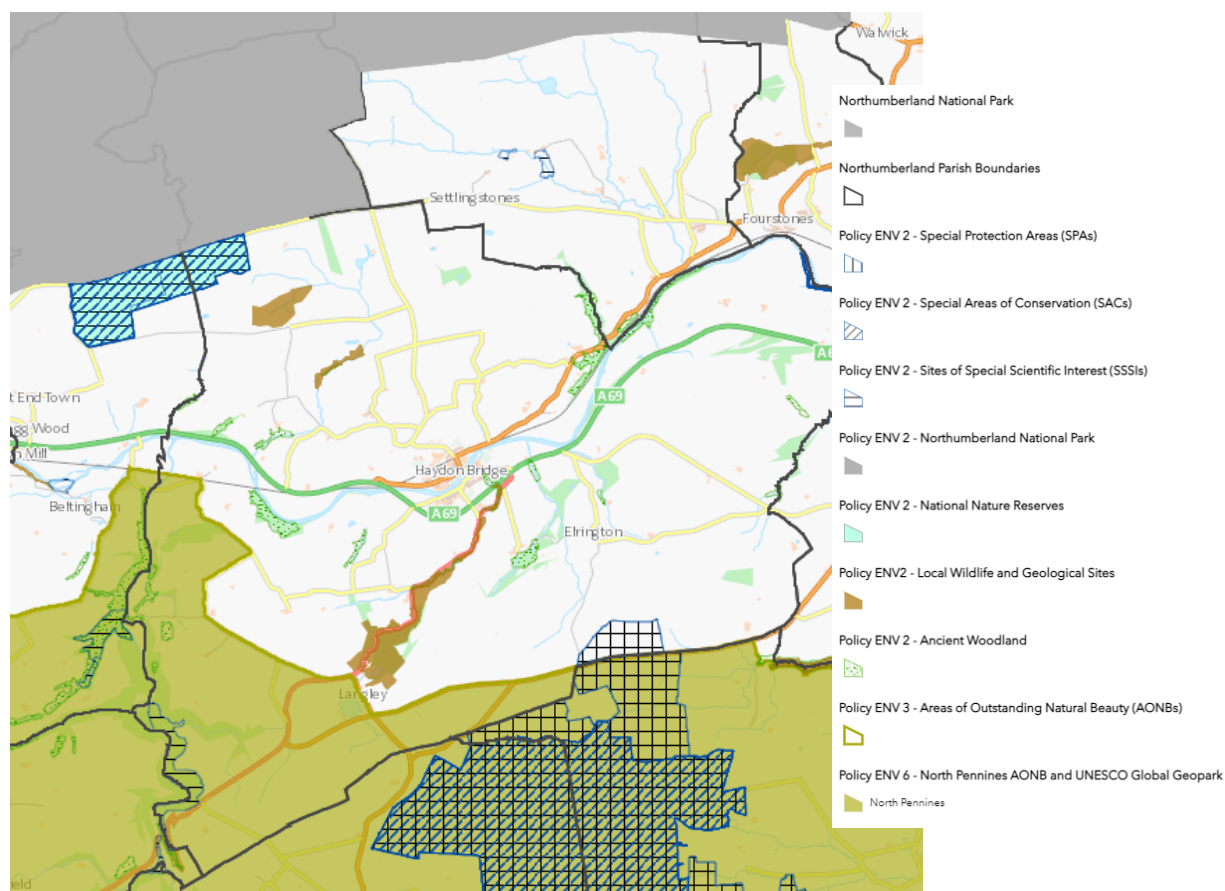 Walwick
Settlingstones
Fourstones
t End Town
gg Wood
n Mill
Beltingham
A69
Haydon Bridge
A69
Elrington
A6
Langley
ield
Northumberland National Park
Northumberland Parish Boundaries
Policy ENV 2 - Special Protection Areas (SPAs)
Policy ENV 2 - Special Areas of Conservation (SACs)
Policy ENV 2 - Sites of Special Scientific Interest (SSSIs)
Policy ENV 2 - Northumberland National Park
Policy ENV 2 - National Nature Reserves
Policy ENV2 - Local Wildlife and Geological Sites
Policy ENV 2 - Ancient Woodland
Policy ENV 3 - Areas of Outstanding Natural Beauty (AONBs)
Policy ENV 6 - North Pennines AONB and UNESCO Global Geopark
North Pennines